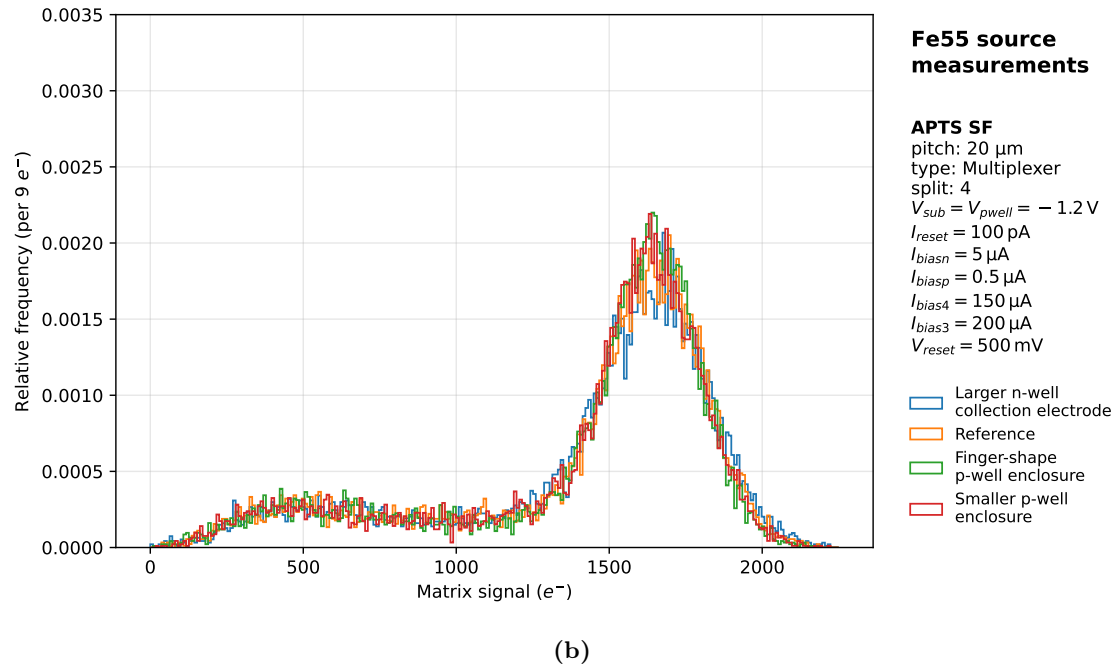 0.0035
0.0030
0.0025
0.0020
0.0015
0.0010
0.0005
0.0000
Relative frequency (per 9 e⁻)
0
500
1000
1500
2000
Matrix signal (e⁻)
Fe55 source
measurements
APTS SF
pitch: 20 μm
type: Multiplexer
split: 4
V_sub = V_pwell = −1.2 V
I_reset = 100 pA
I_biasn = 5 μA
I_biasp = 0.5 μA
I_bias4 = 150 μA
I_bias3 = 200 μA
V_reset = 500 mV
Larger n-well
collection electrode
Reference
Finger-shape
p-well enclosure
Smaller p-well
enclosure
(b)